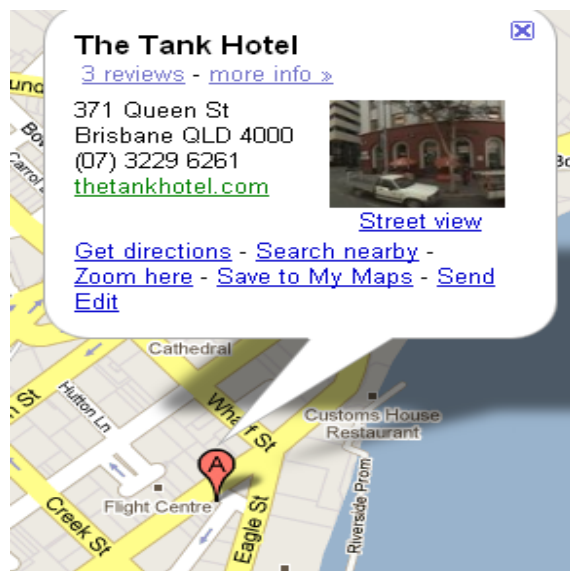 The Tank Hotel
3 reviews - more info »
371 Queen St
Brisbane QLD 4000
(07) 3229 6261
thetankhotel.com
Street view
Get directions - Search nearby -
Zoom here - Save to My Maps - Send
Edit
Cathedral
Hutton Ln
Wharf St
Customs House
Restaurant
A
Flight Centre
Creek St
Eagle St
Riverside Prom